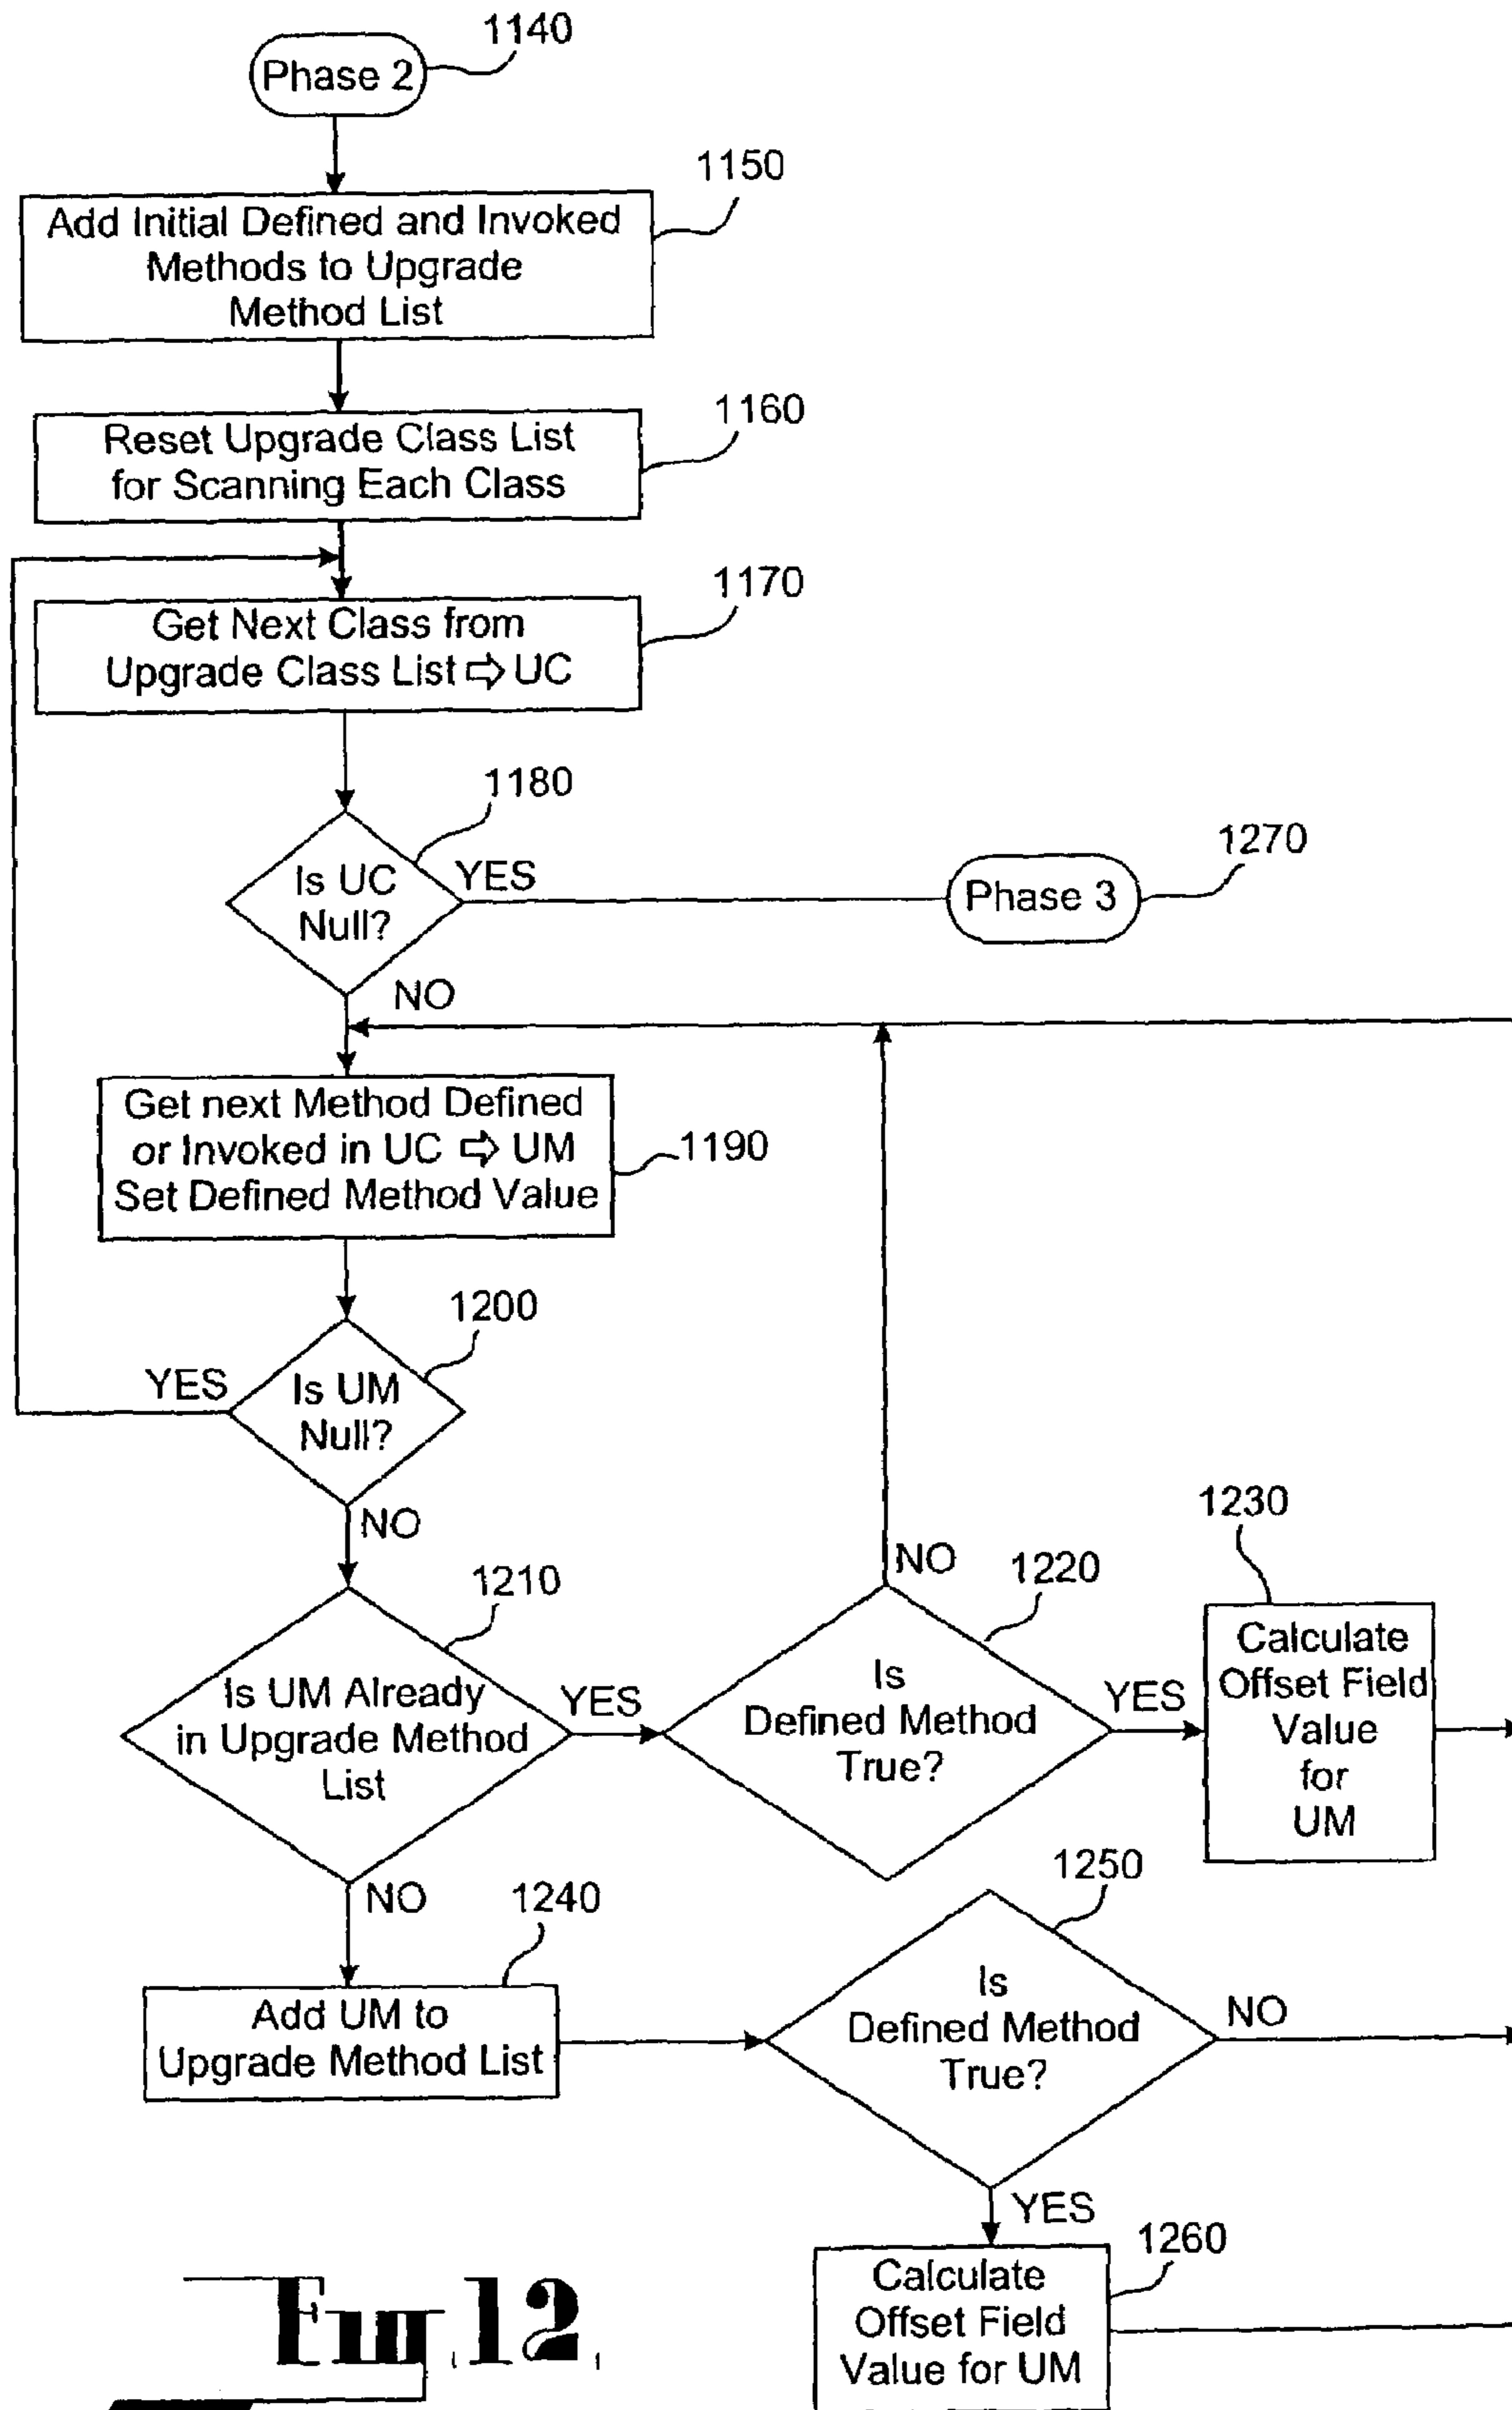 1140
Phase 2
1150
Add Initial Defined and Invoked
Methods to Upgrade
Method List
1160
Reset Upgrade Class List
for Scanning Each Class
1170
Get Next Class from
Upgrade Class List ⇨ UC
1180
Is UC
Null?
YES
1270
Phase 3
NO
Get next Method Defined
or Invoked in UC ⇨ UM
Set Defined Method Value
1190
1200
YES
Is UM
Null?
NO
1210
Is UM Already
in Upgrade Method
List
YES
NO
1220
Is
Defined Method
True?
YES
1230
Calculate
Offset Field
Value
for
UM
NO
1240
Add UM to
Upgrade Method List
1250
Is
Defined Method
True?
NO
YES
1260
Calculate
Offset Field
Value for UM
12